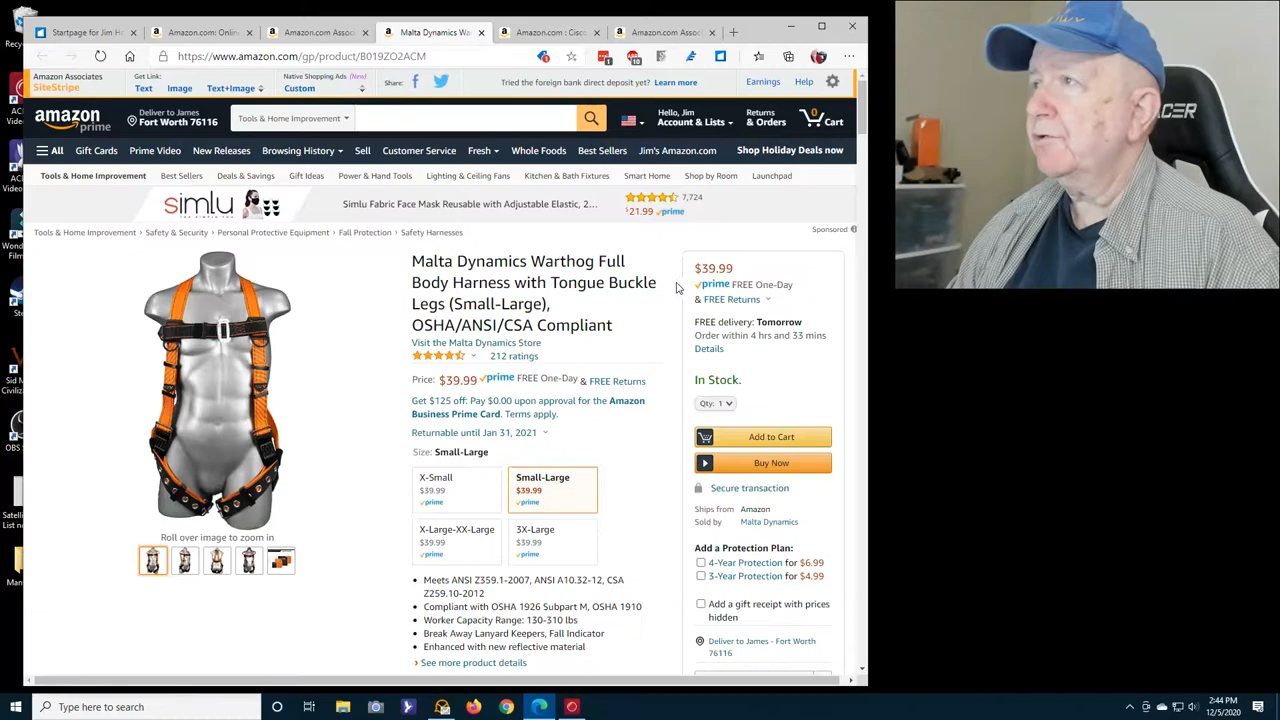 Startpage for Jim H
Amazon.com: Onlin
Amazon.com Assoc
Malta Dynamics Wa
Amazon.com : Cisco
Amazon.com Assoc
https://www.amazon.com/gp/product/B019ZO2ACM
1
10
Amazon Associates
SiteStripe
Get Link:
Text Image Text+Image
Native Shopping Ads (New)
Custom
Share:
Tried the foreign bank direct deposit yet? Learn more
Earnings Help
amazon
prime
Deliver to James
Fort Worth 76116
Tools & Home Improvement
Hello, Jim
Account & Lists
Returns
& Orders
0
Cart
All Gift Cards Prime Video New Releases Browsing History Sell Customer Service Fresh Whole Foods Best Sellers Jim's Amazon.com Shop Holiday Deals now
Tools & Home Improvement Best Sellers Deals & Savings Gift Ideas Power & Hand Tools Lighting & Ceiling Fans Kitchen & Bath Fixtures Smart Home Shop by Room Launchpad
simlu
Simlu Fabric Face Mask Reusable with Adjustable Elastic, 2...
7,724
$21.99 prime
Sponsored
Tools & Home Improvement › Safety & Security › Personal Protective Equipment › Fall Protection › Safety Harnesses
Malta Dynamics Warthog Full
Body Harness with Tongue Buckle
Legs (Small-Large),
OSHA/ANSI/CSA Compliant
Visit the Malta Dynamics Store
212 ratings
Price: $39.99 prime FREE One-Day & FREE Returns
Get $125 off: Pay $0.00 upon approval for the Amazon
Business Prime Card. Terms apply.
Returnable until Jan 31, 2021
Size: Small-Large
X-Small
$39.99
prime
Small-Large
$39.99
prime
X-Large-XX-Large
$39.99
prime
3X-Large
$39.99
prime
• Meets ANSI Z359.1-2007, ANSI A10.32-12, CSA
Z259.10-2012
• Compliant with OSHA 1926 Subpart M, OSHA 1910
• Worker Capacity Range: 130-310 lbs
• Break Away Lanyard Keepers, Fall Indicator
• Enhanced with new reflective material
› See more product details
Roll over image to zoom in
$39.99
prime FREE One-Day
& FREE Returns
FREE delivery: Tomorrow
Order within 4 hrs and 33 mins
Details
In Stock.
Qty: 1
Add to Cart
Buy Now
Secure transaction
Ships from Amazon
Sold by Malta Dynamics
Add a Protection Plan:
4-Year Protection for $6.99
3-Year Protection for $4.99
Add a gift receipt with prices
hidden
Deliver to James - Fort Worth
76116
Type here to search
2:44 PM
12/5/2020